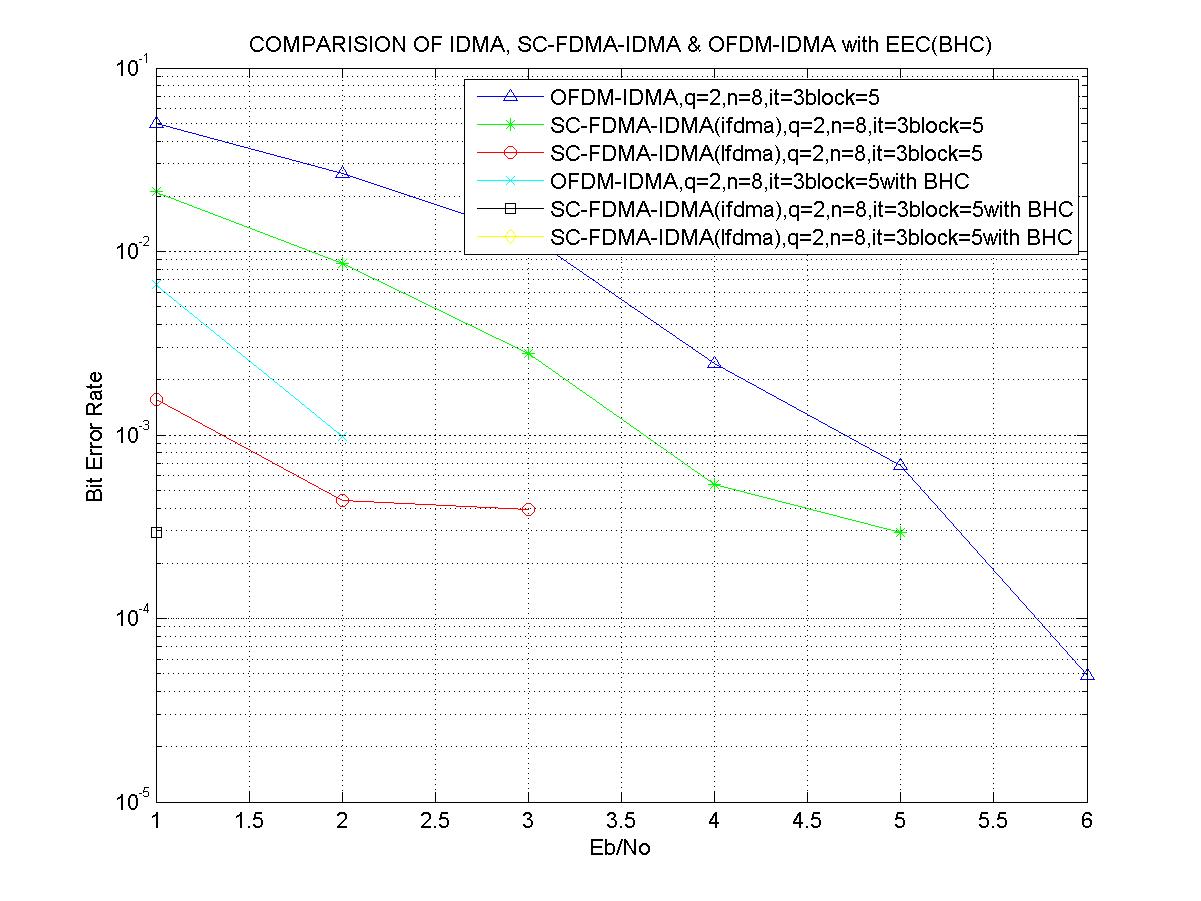 COMPARISION OF IDMA, SC-FDMA-IDMA & OFDM-IDMA with EEC(BHC)
OFDM-IDMA,q=2,n=8,it=3block=5
SC-FDMA-IDMA(ifdma),q=2,n=8,it=3block=5
SC-FDMA-IDMA(lfdma),q=2,n=8,it=3block=5
OFDM-IDMA,q=2,n=8,it=3block=5with BHC
SC-FDMA-IDMA(ifdma),q=2,n=8,it=3block=5with BHC
SC-FDMA-IDMA(lfdma),q=2,n=8,it=3block=5with BHC
Bit Error Rate
10^-1
10^-2
10^-3
10^-4
10^-5
1 1.5 2 2.5 3 3.5 4 4.5 5 5.5 6
Eb/No